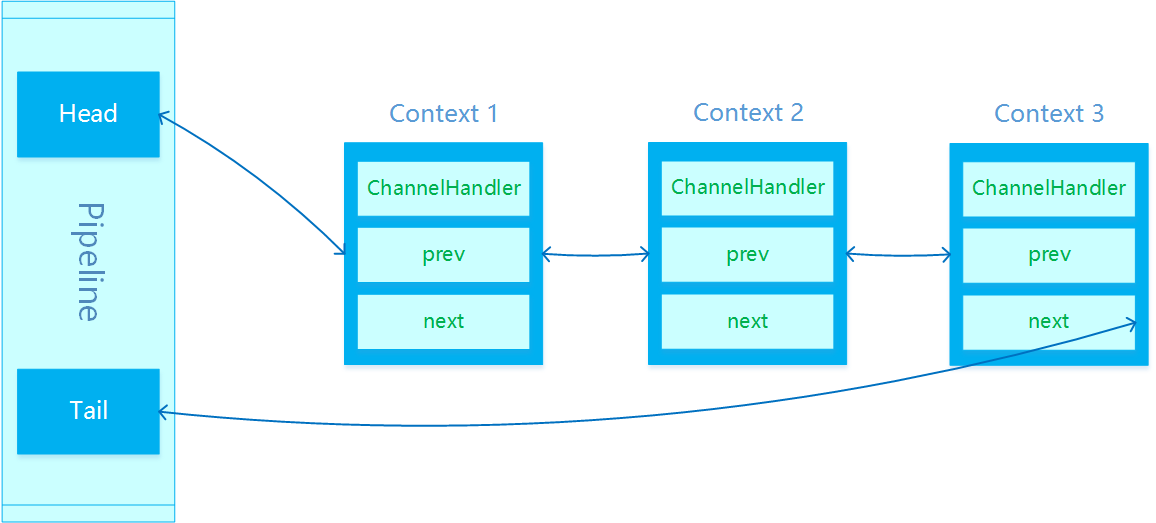 Head
Pipeline
Tail
Context 1
ChannelHandler
prev
next
Context 2
ChannelHandler
prev
next
Context 3
ChannelHandler
prev
next